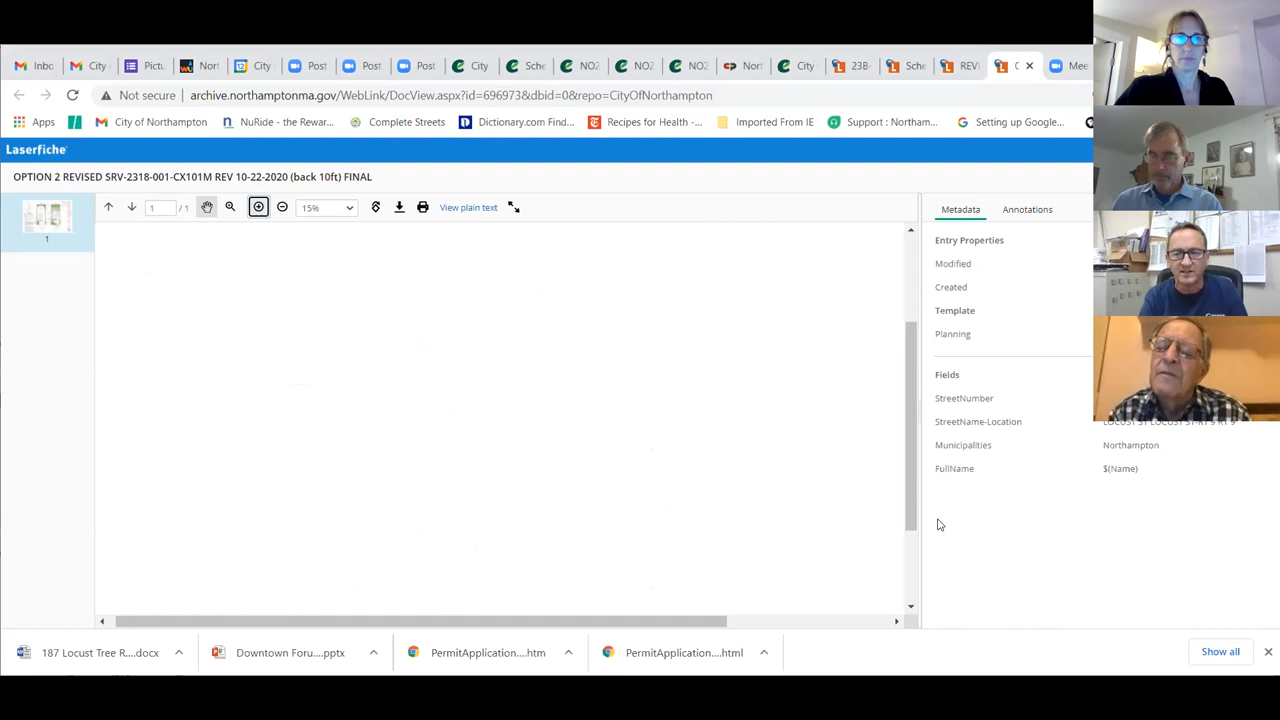 Inbo
City
Pictu
Nort
City
Post
Post
Post
City
Sche
NO2
NO2
NO2
Nort
City
23B-
Sche
REVI
Mee
Not secure
archive.northamptonma.gov/WebLink/DocView.aspx?id=696973&dbid=0&repo=CityOfNorthampton
Apps
City of Northampton
NuRide - the Rewar...
Complete Streets
Dictionary.com Find...
Recipes for Health -...
Imported From IE
Support : Northam...
Setting up Google...
Laserfiche
OPTION 2 REVISED SRV-2318-001-CX101M REV 10-22-2020 (back 10ft) FINAL
1 / 1
15%
View plain text
1
Metadata
Annotations
Entry Properties
Modified
Created
Template
Planning
Fields
StreetNumber
StreetName-Location
Municipalities
Northampton
FullName
$(Name)
187 Locust Tree R....docx
Downtown Foru....pptx
PermitApplication....htm
PermitApplication....html
Show all